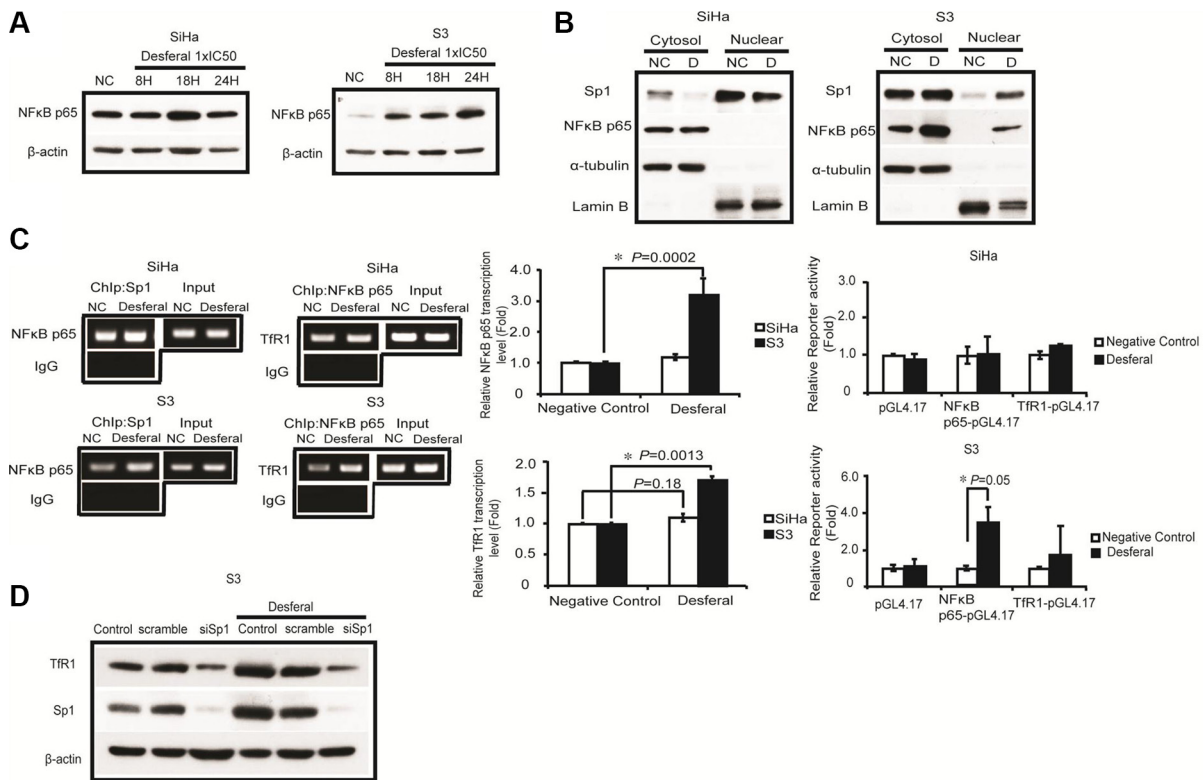 A
SiHa
Desferal 1xIC50
NC 8H 18H 24H
NFκB p65
β-actin
S3
Desferal 1xIC50
NC 8H 18H 24H
NFκB p65
β-actin
B
SiHa
Cytosol Nuclear
NC D NC D
Sp1
NFκB p65
α-tubulin
Lamin B
S3
Cytosol Nuclear
NC D NC D
Sp1
NFκB p65
α-tubulin
Lamin B
C
SiHa
ChIp:Sp1 Input
NC Desferal NC Desferal
NFκB p65
IgG
SiHa
ChIp:NFκB p65 Input
NC Desferal NC Desferal
TfR1
IgG
S3
ChIp:Sp1 Input
NC Desferal NC Desferal
NFκB p65
IgG
S3
ChIp:NFκB p65 Input
NC Desferal NC Desferal
TfR1
IgG
Relative NFκB p65 transcription
level (Fold)
4.0
3.0
2.0
1.0
0
* P=0.0002
SiHa
S3
Negative Control Desferal
Relative TfR1 transcription
level (Fold)
2.0
1.5
1.0
0.5
0
* P=0.0013
P=0.18
SiHa
S3
Negative Control Desferal
SiHa
Relative Reporter activity
(Fold)
3.0
2.0
1.0
0
Negative Control
Desferal
pGL4.17 NFκB TfR1-pGL4.17
p65-pGL4.17
S3
Relative Reporter activity
(Fold)
6.0
4.0
2.0
0
* P=0.05
Negative Control
Desferal
pGL4.17 NFκB TfR1-pGL4.17
p65-pGL4.17
D
S3
Desferal
Control scramble siSp1 Control scramble siSp1
TfR1
Sp1
β-actin